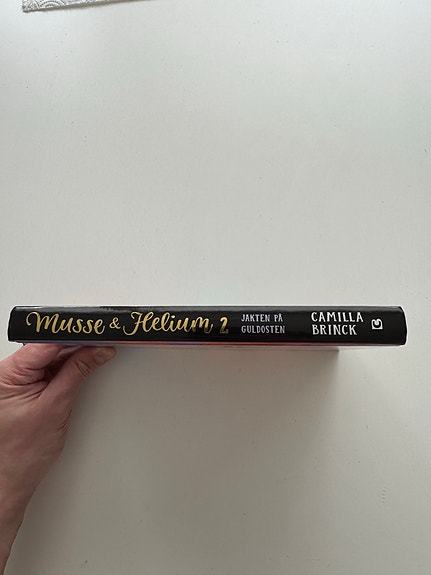 Musse & Helium 2
JAKTEN PÅ
GULDOSTEN
CAMILLA
BRINCK